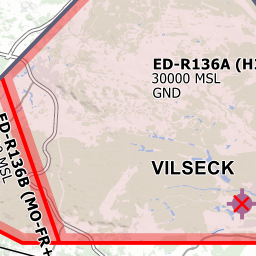 ED-R136A (H
30000 MSL
GND
ED-R136B (MO-FR +
MSL
VILSECK